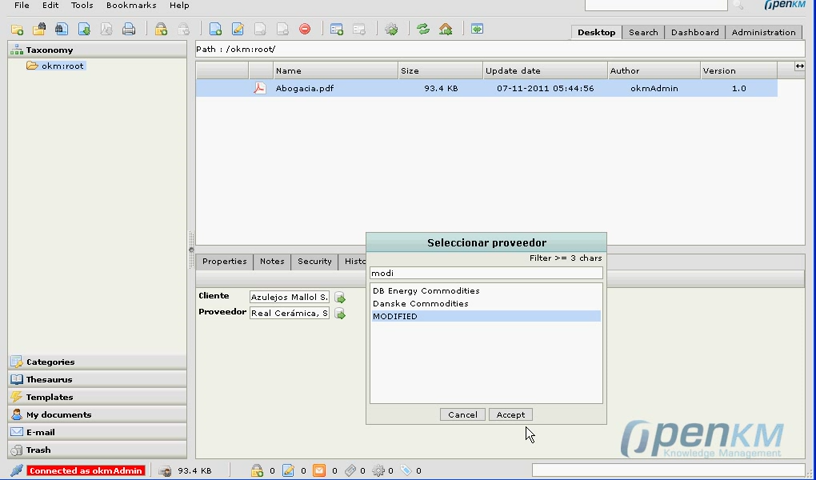 File Edit Tools Bookmarks Help
OpenKM
Desktop Search Dashboard Administration
Taxonomy
okm:root
Path : /okm:root/
Name Size Update date Author Version
Abogacia.pdf 93.4 KB 07-11-2011 05:44:56 okmAdmin 1.0
Seleccionar proveedor
Filter >= 3 chars
modi
DB Energy Commodities
Danske Commodities
MODIFIED
Cancel Accept
Properties Notes Security Histo
Cliente Azulejos Mallol S.
Proveedor Real Cerámica, S
Categories
Thesaurus
Templates
My documents
E-mail
Trash
OpenKM
Knowledge Management
Connected as okmAdmin 93.4 KB 0 0 0 0 0 0